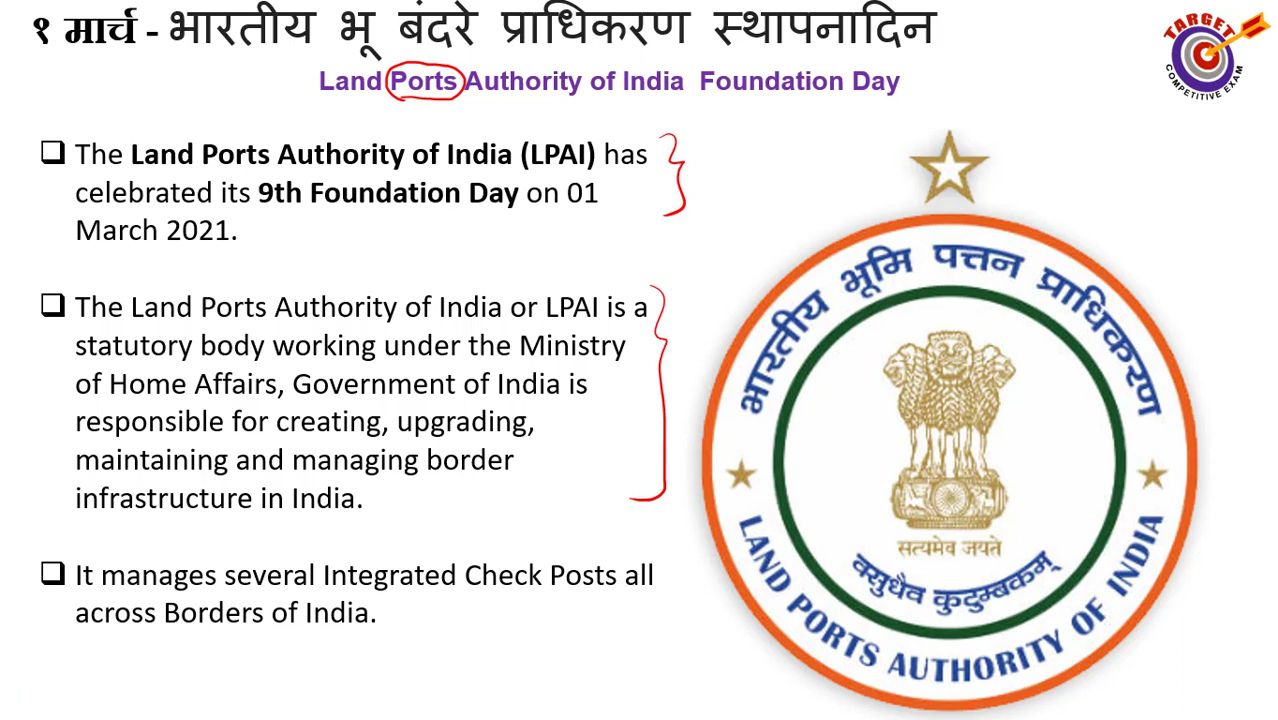 १ मार्च - भारतीय भू बंदरे प्राधिकरण स्थापनादिन
Land Ports Authority of India Foundation Day
TARGET
COMPETITIVE EXAM
The Land Ports Authority of India (LPAI) has
celebrated its 9th Foundation Day on 01
March 2021.
The Land Ports Authority of India or LPAI is a
statutory body working under the Ministry
of Home Affairs, Government of India is
responsible for creating, upgrading,
maintaining and managing border
infrastructure in India.
It manages several Integrated Check Posts all
across Borders of India.
भारतीय भूमि पत्तन प्राधिकरण
सत्यमेव जयते
वसुधैव कुटुम्बकम्
LAND PORTS AUTHORITY OF INDIA